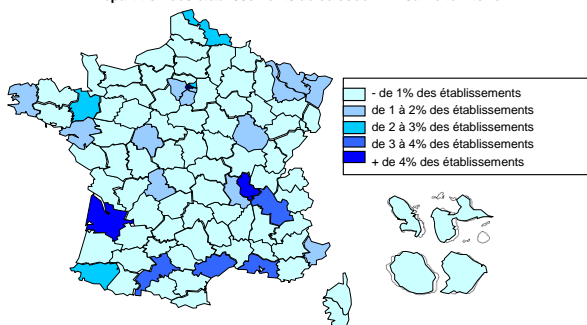 - de 1% des établissements
de 1 à 2% des établissements
de 2 à 3% des établissements
de 3 à 4% des établissements
+ de 4% des établissements